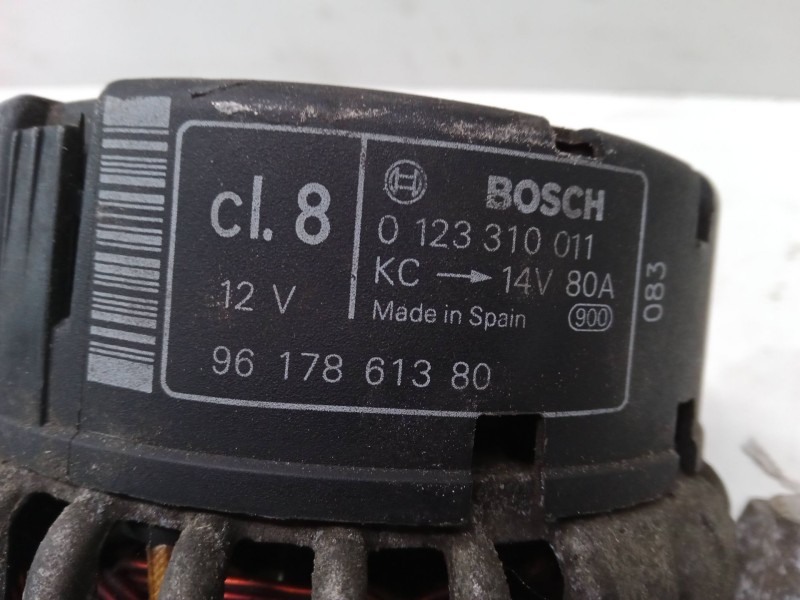 cl. 8
12 V
BOSCH
0 123 310 011
KC → 14V 80A
Made in Spain 900
96 178 613 80
083